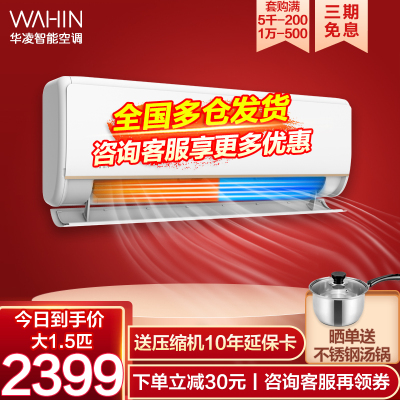 WAHIN
华凌智能空调
套购满
5千-200
1万-500
三期
免息
全国多仓发货
咨询客服享更多优惠
今日到手价
大1.5匹
2399
送压缩机10年延保卡
晒单送
不锈钢汤锅
下单立减30元 | 咨询客服再领券